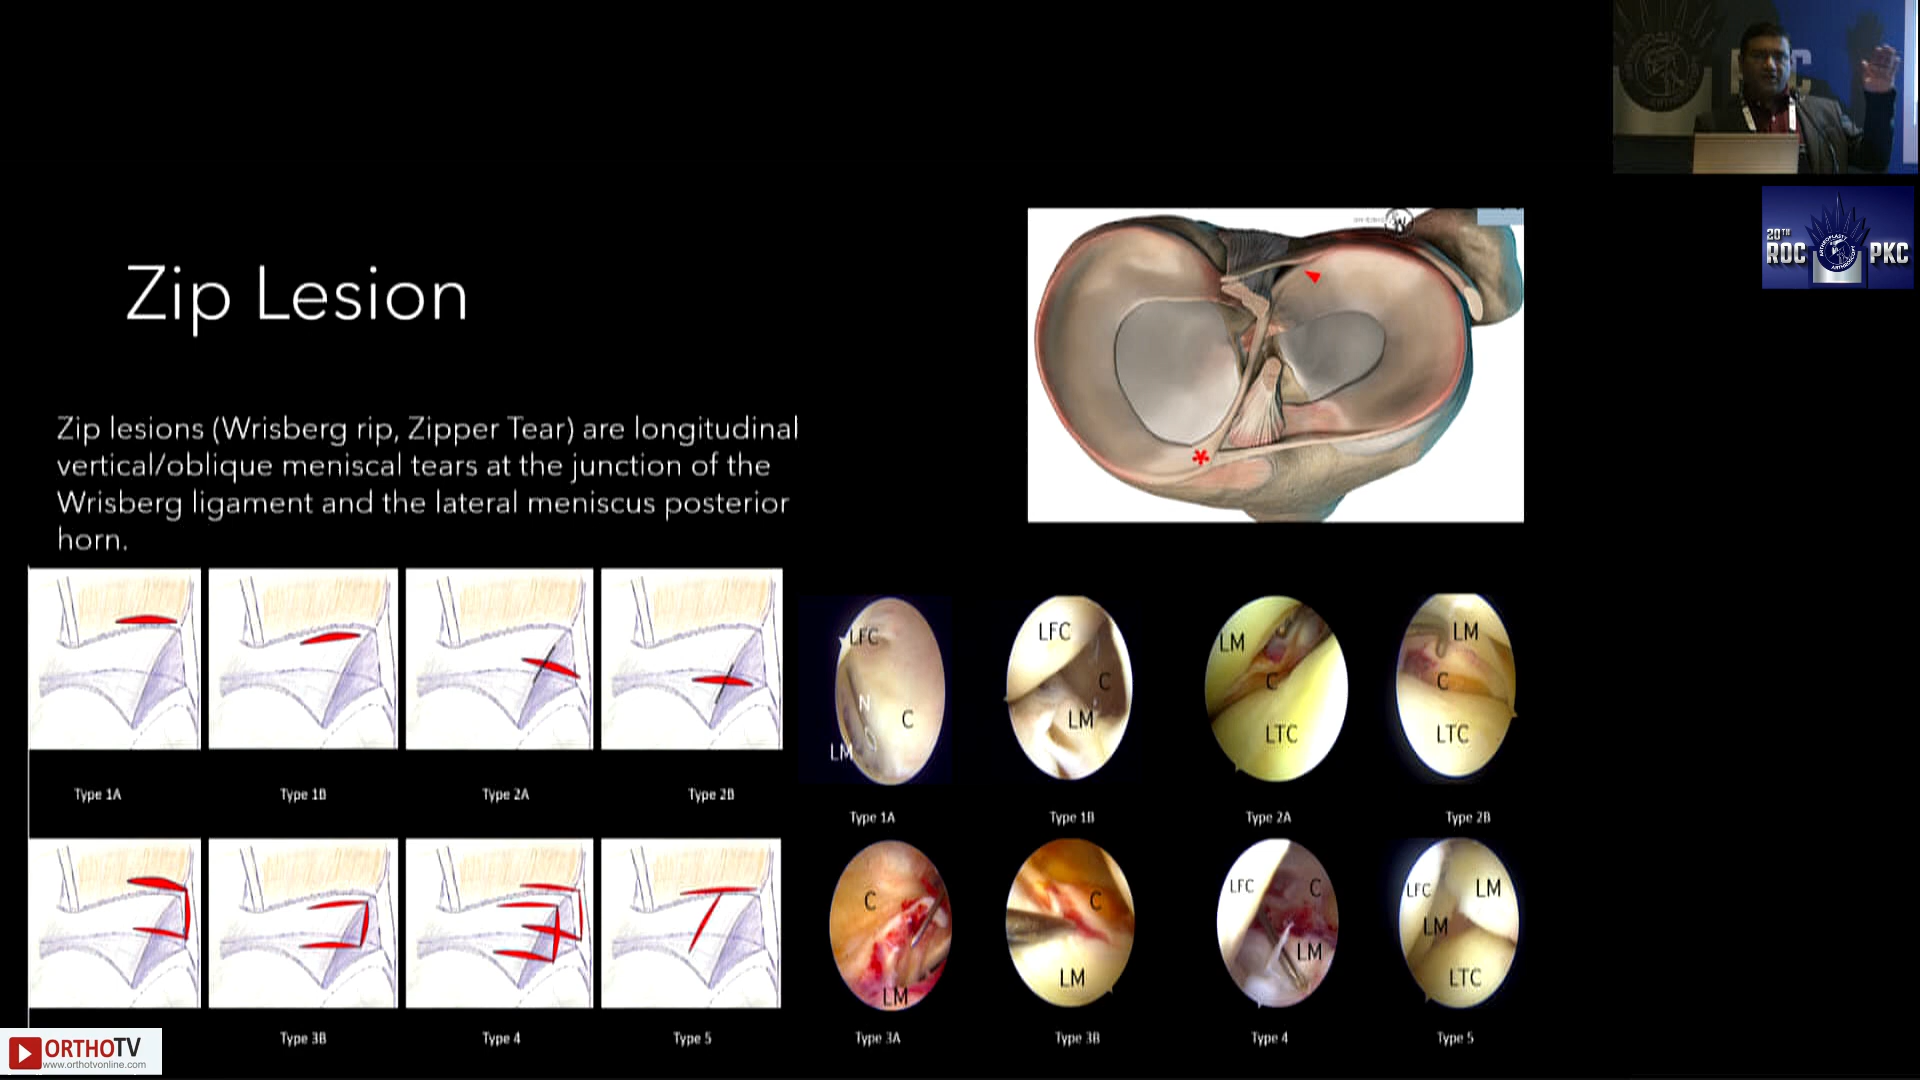 20TH
ROC PKC
Zip Lesion
Zip lesions (Wrisberg rip, Zipper Tear) are longitudinal
vertical/oblique meniscal tears at the junction of the
Wrisberg ligament and the lateral meniscus posterior
horn.
*
Type 1A Type 1B Type 2A Type 2B
Type 3B Type 4 Type 5
LFC
N
C
LM
LFC
C
LM
LM
C
LTC
LM
C
LTC
Type 1A Type 1B Type 2A Type 2B
C
LM
C
LM
LFC C
LM
LFC LM
LM
LTC
Type 3A Type 3B Type 4 Type 5
ORTHOTV
www.orthotvonline.com